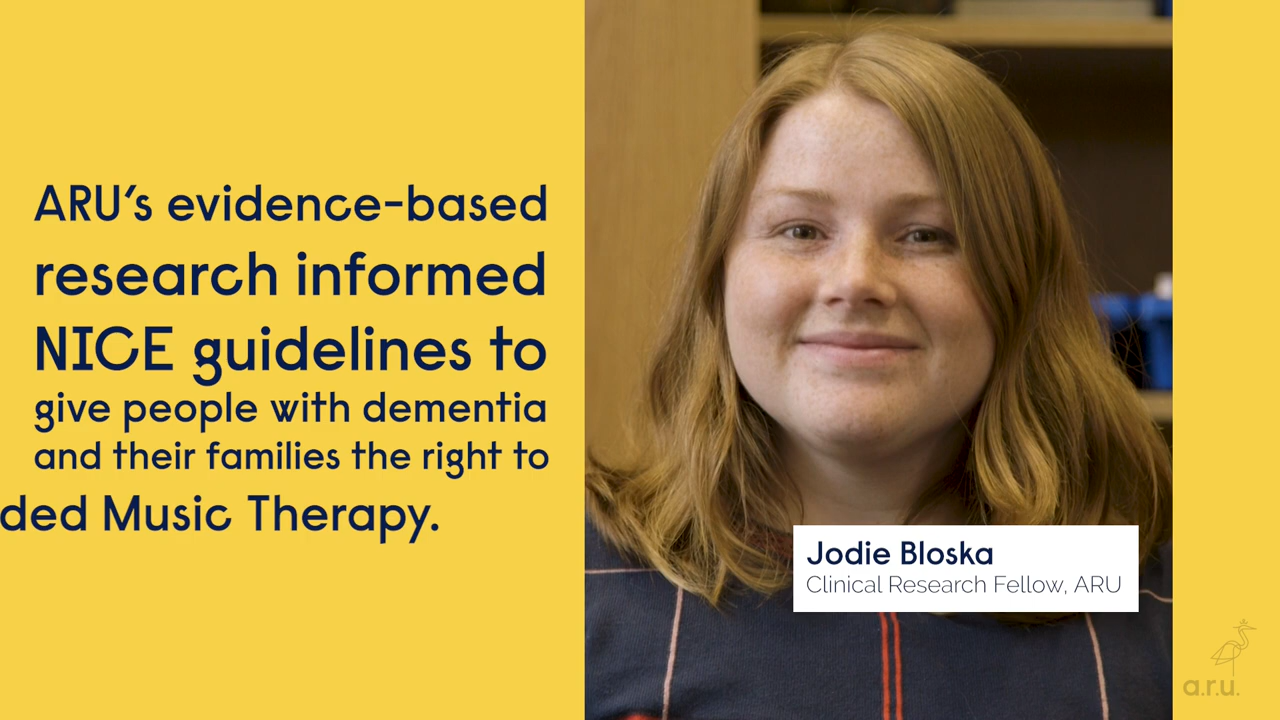 ARU's evidence-based
research informed
NICE guidelines to
give people with dementia
and their families the right to
ded Music Therapy.
Jodie Bloska
Clinical Research Fellow, ARU
a.r.u.